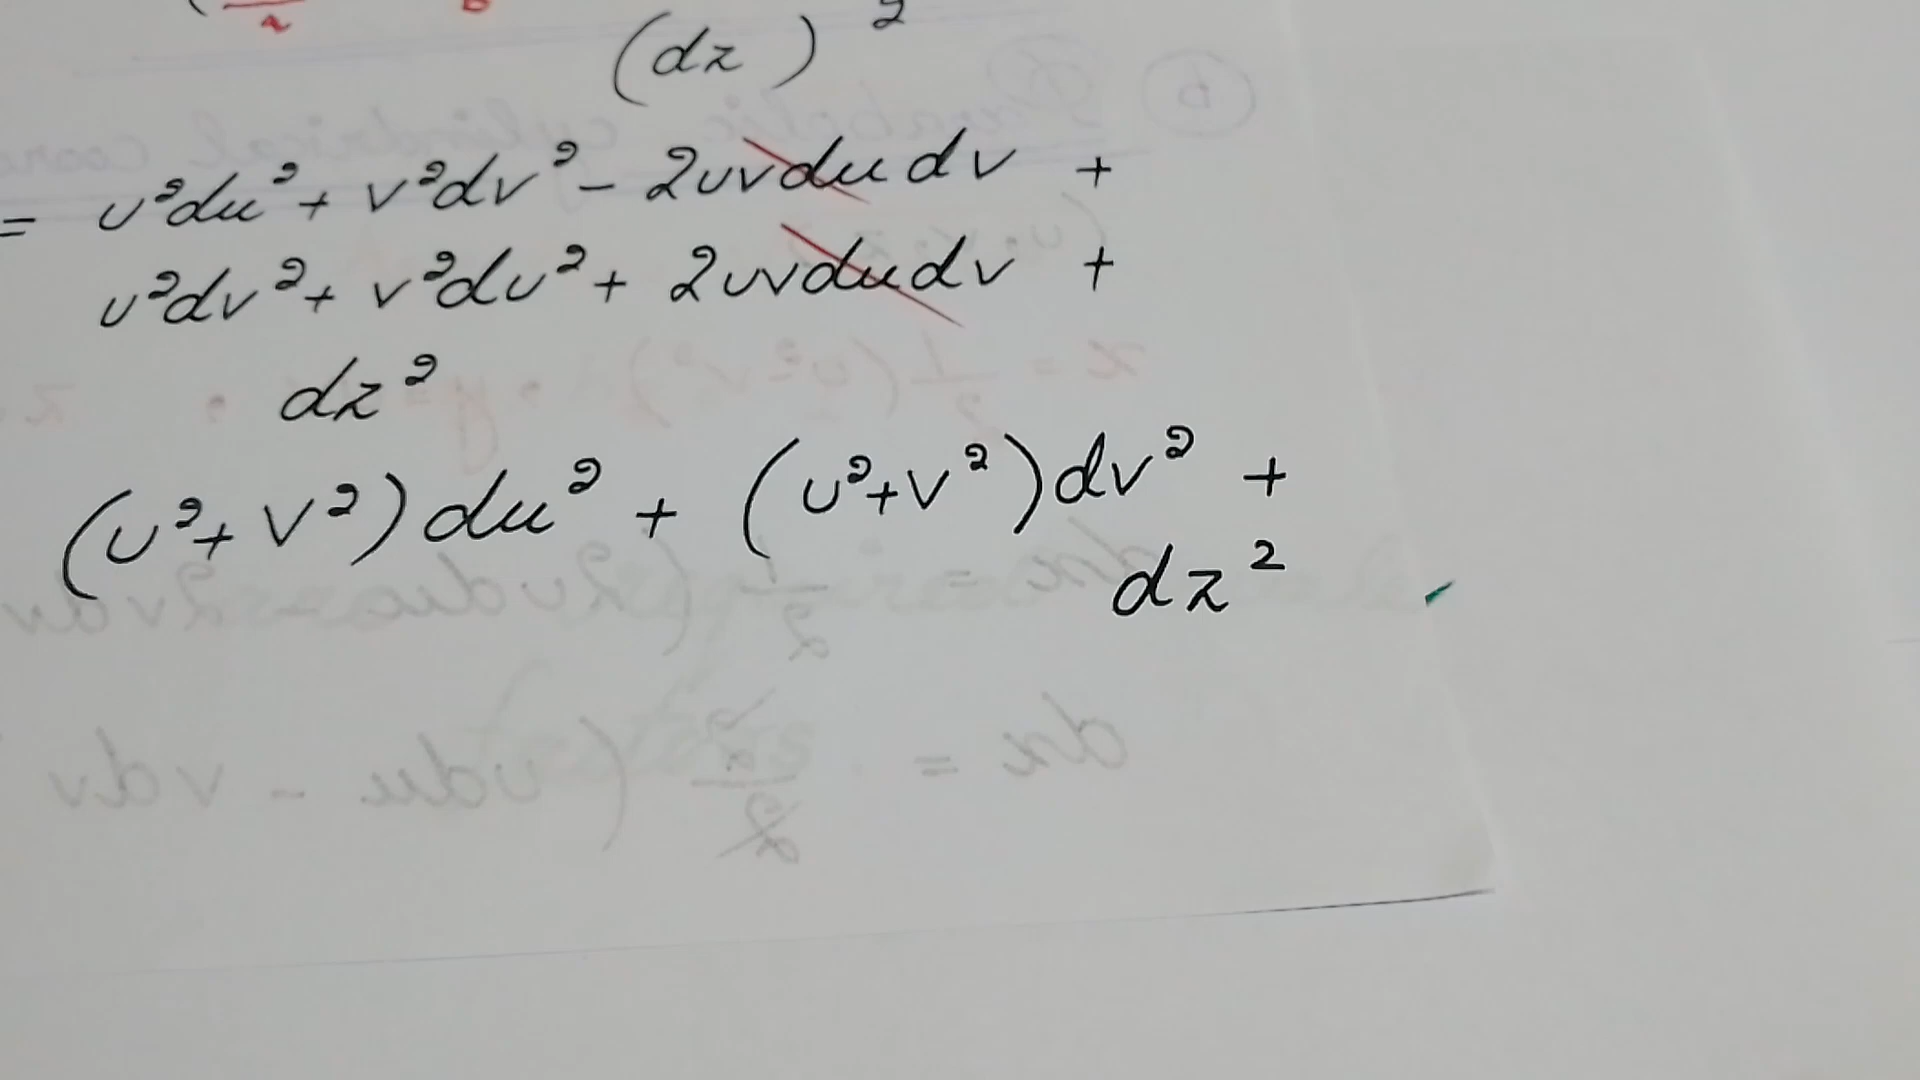 (dz)²
= u²du² + v²dv² - 2uvdudv +
u²dv² + v²du² + 2uvdudv +
dz²
(u²+v²)du² + (u²+v²)dv² +
dz²